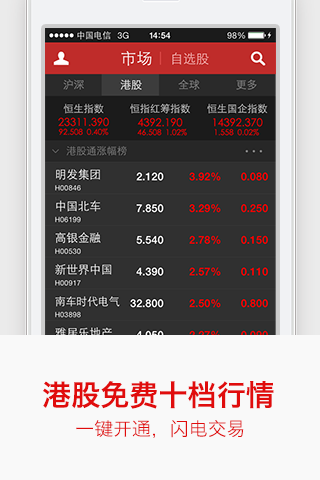 中国电信 3G 14:54 98%
市场 自选股
沪深 港股 全球 更多
恒生指数 恒指红筹指数 恒生国企指数
23311.390 4392.190 14392.370
92.508 0.40% 46.508 1.02% 1.558 0.02%
港股通涨幅榜
明发集团 2.120 3.92% 0.080
H00846
中国北车 7.850 3.29% 0.250
H06199
高银金融 5.540 2.78% 0.150
H00530
新世界中国 4.390 2.57% 0.110
H00917
南车时代电气 32.800 2.50% 0.800
H03898
雅居乐地产 4.050
港股免费十档行情
一键开通，闪电交易